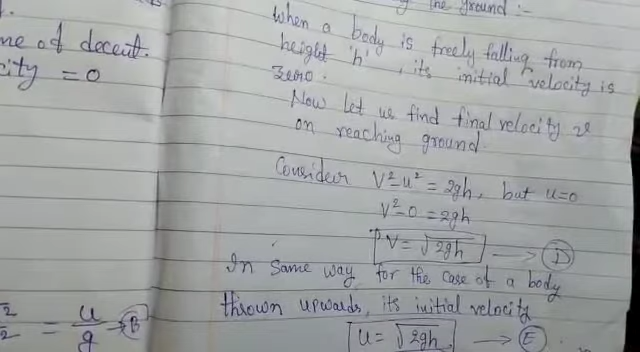 the ground :-
When a body is freely falling from
height 'h', its initial velocity is
zero.
Now let us find final velocity v
on reaching ground
Consider V²-u² = 2gh, but u=0
V²-0 = 2gh
V = √2gh → D
In same way, for the case of a body
thrown upwards, its initial velocity
u = √2gh → E
me of decent.
city = 0
= u/g → B